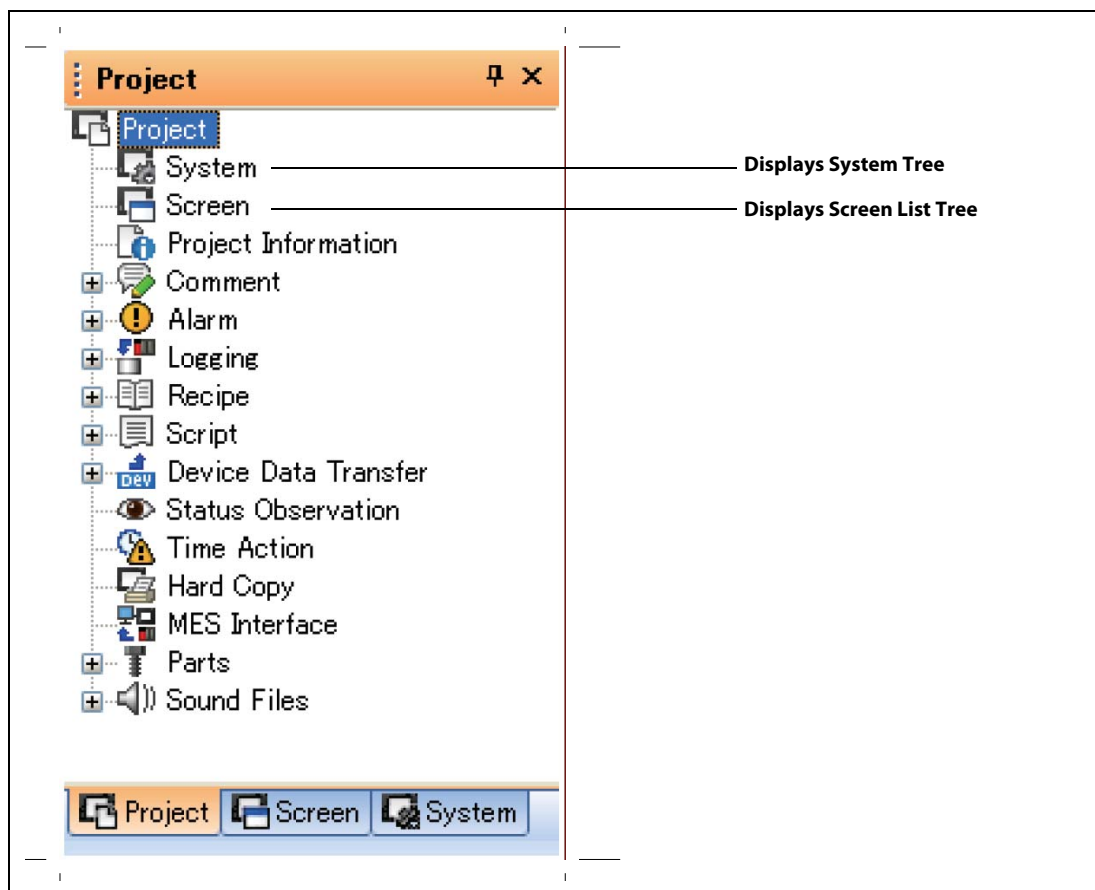 Project
Project
System
Displays System Tree
Screen
Displays Screen List Tree
Project Information
Comment
Alarm
Logging
Recipe
Script
Dev
Device Data Transfer
Status Observation
Time Action
Hard Copy
MES Interface
Parts
Sound Files
Project Screen System